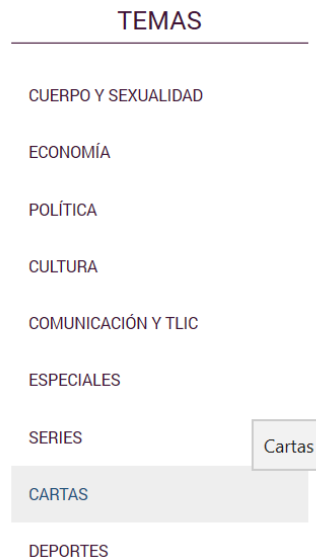 TEMAS
CUERPO Y SEXUALIDAD
ECONOMÍA
POLÍTICA
CULTURA
COMUNICACIÓN Y TLIC
ESPECIALES
SERIES
Cartas
CARTAS
DEPORTES